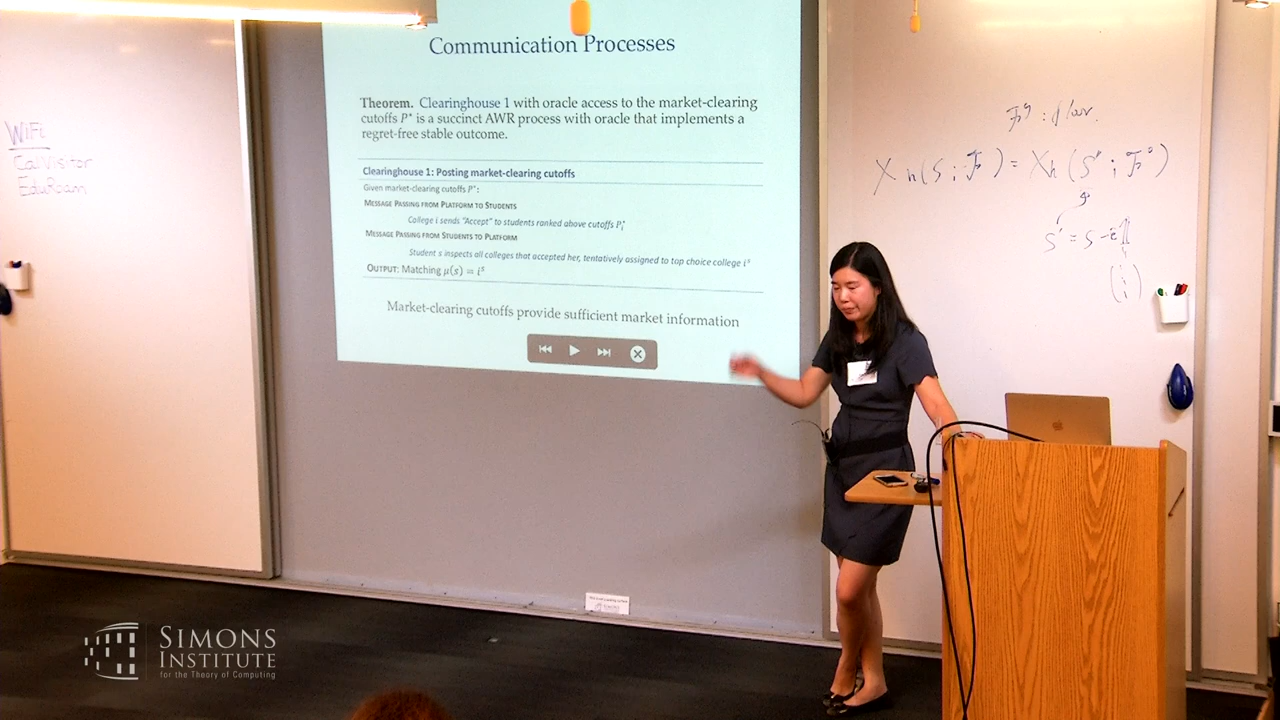 WiFi
CalVisitor
EduRoam
Communication Processes
Theorem. Clearinghouse 1 with oracle access to the market-clearing
cutoffs P* is a succinct AWR process with oracle that implements a
regret-free stable outcome.
Clearinghouse 1: Posting market-clearing cutoffs
Given market-clearing cutoffs P*:
MESSAGE PASSING FROM PLATFORM TO STUDENTS
College i sends "Accept" to students ranked above cutoffs P*i
MESSAGE PASSING FROM STUDENTS TO PLATFORM
Student s inspects all colleges that accepted her, tentatively assigned to top choice college i^s
OUTPUT: Matching μ(s) = i^s
Market-clearing cutoffs provide sufficient market information
SIMONS
INSTITUTE
for the Theory of Computing